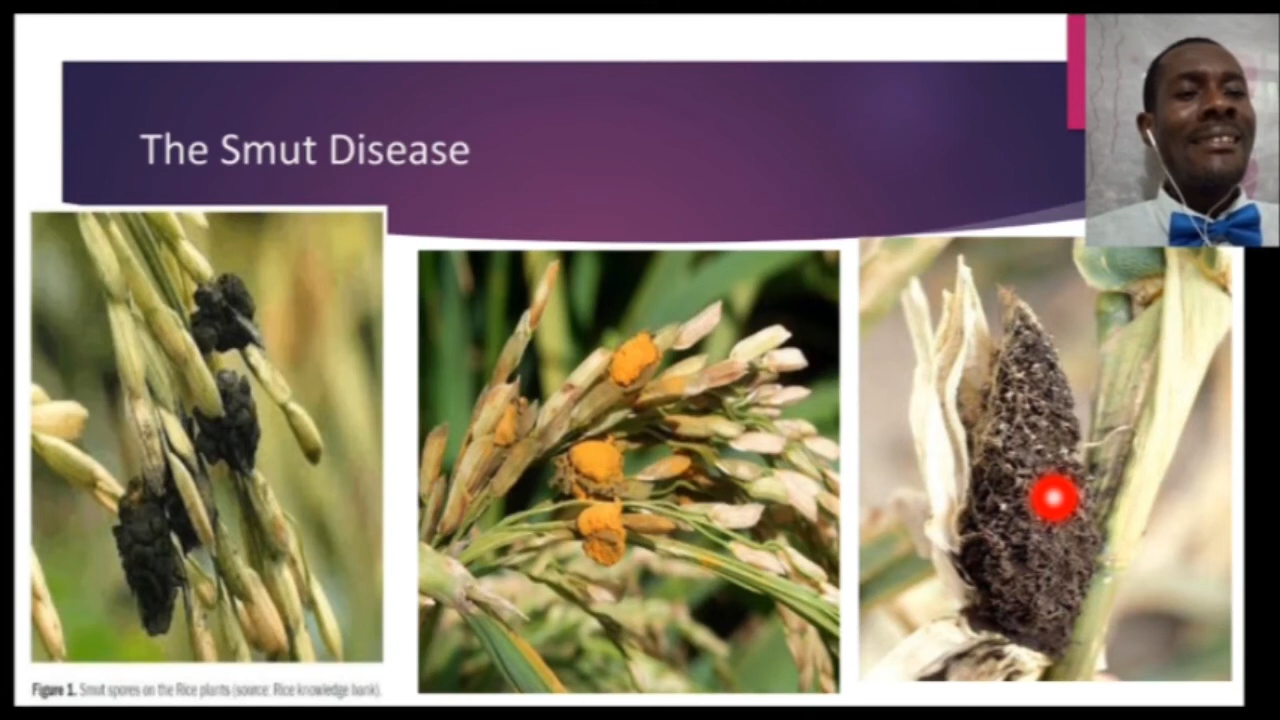 The Smut Disease
Figure 1. Smut spores on the Rice plants (source: Rice knowledge bank).